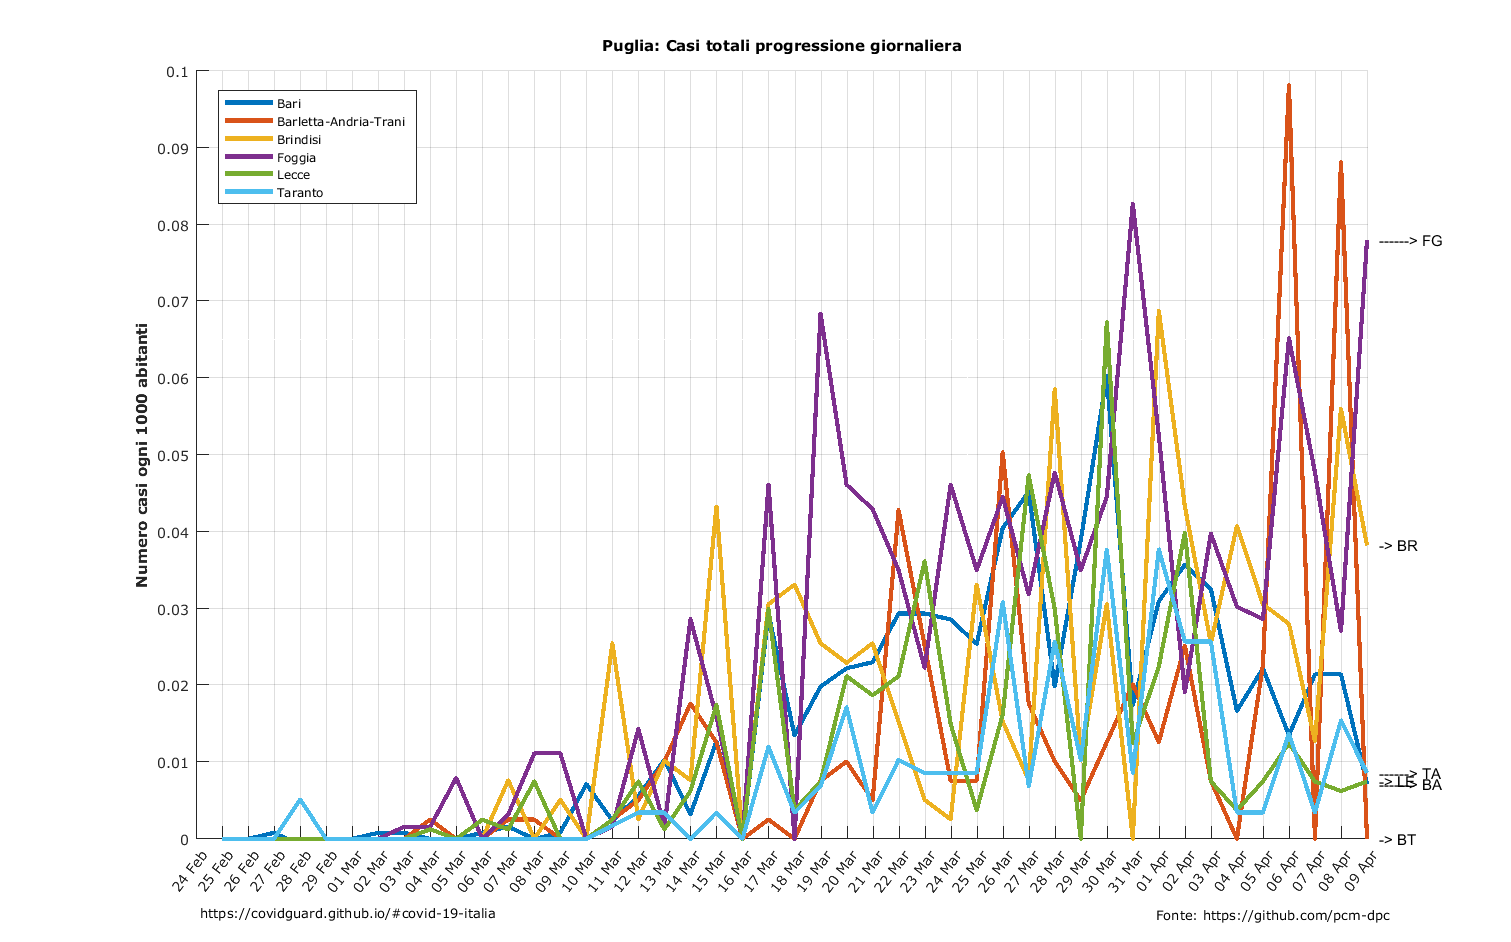 Puglia: Casi totali progressione giornaliera
Numero casi ogni 1000 abitanti
0.1
0.09
0.08
0.07
0.06
0.05
0.04
0.03
0.02
0.01
0
Bari
Barletta-Andria-Trani
Brindisi
Foggia
Lecce
Taranto
------> FG
-> BR
-----> TA
-> BA
-> BT
24 Feb
25 Feb
26 Feb
27 Feb
28 Feb
29 Feb
01 Mar
02 Mar
03 Mar
04 Mar
05 Mar
06 Mar
07 Mar
08 Mar
09 Mar
10 Mar
11 Mar
12 Mar
13 Mar
14 Mar
15 Mar
16 Mar
17 Mar
18 Mar
19 Mar
20 Mar
21 Mar
22 Mar
23 Mar
24 Mar
25 Mar
26 Mar
27 Mar
28 Mar
29 Mar
30 Mar
31 Mar
01 Apr
02 Apr
03 Apr
04 Apr
05 Apr
06 Apr
07 Apr
08 Apr
09 Apr
https://covidguard.github.io/#covid-19-italia
Fonte: https://github.com/pcm-dpc